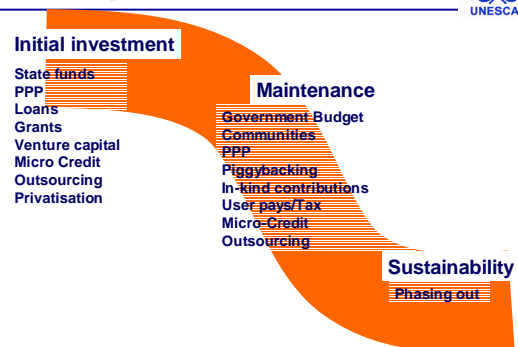 UNESCA
Initial investment
State funds
PPP
Loans
Grants
Venture capital
Micro Credit
Outsourcing
Privatisation
Maintenance
Government Budget
Communities
PPP
Piggybacking
In-kind contributions
User pays/Tax
Micro-Credit
Outsourcing
Sustainability
Phasing out